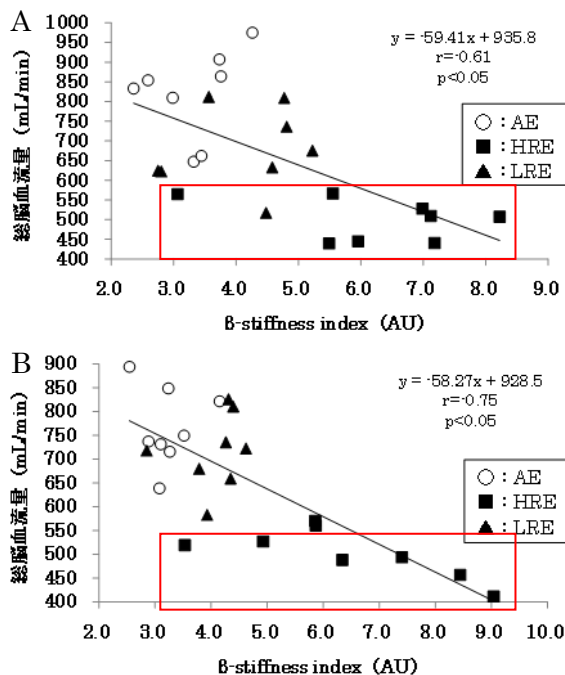 A
1000
950
900
850
800
750
700
650
600
550
500
450
400
総脳血流量 (mL/min)
y = -59.41x + 935.8
r=-0.61
p<0.05
○ : AE
■ : HRE
▲ : LRE
2.0 3.0 4.0 5.0 6.0 7.0 8.0 9.0
ß-stiffness index (AU)
B
900
850
800
750
700
650
600
550
500
450
400
総脳血流量 (mL/min)
y = -58.27x + 928.5
r=-0.75
p<0.05
○ : AE
■ : HRE
▲ : LRE
2.0 3.0 4.0 5.0 6.0 7.0 8.0 9.0 10.0
ß-stiffness index (AU)